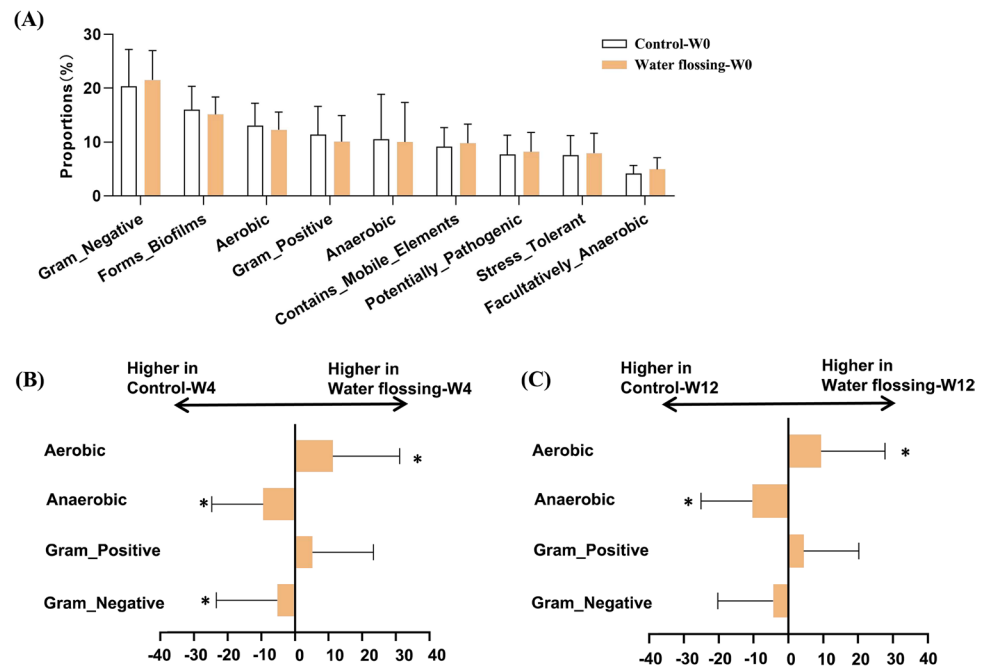 (A)
30
20
10
0
Proportions(%)
Control-W0
Water flossing-W0
Gram_Negative
Forms_Biofilms
Aerobic
Gram_Positive
Anaerobic
Contains_Mobile_Elements
Potentially_Pathogenic
Stress_Tolerant
Facultatively_Anaerobic
(B)
Higher in
Control-W4
Higher in
Water flossing-W4
Aerobic
*
Anaerobic
*
Gram_Positive
Gram_Negative
*
-40 -30 -20 -10 0 10 20 30 40
(C)
Higher in
Control-W12
Higher in
Water flossing-W12
Aerobic
*
Anaerobic
*
Gram_Positive
Gram_Negative
-40 -30 -20 -10 0 10 20 30 40